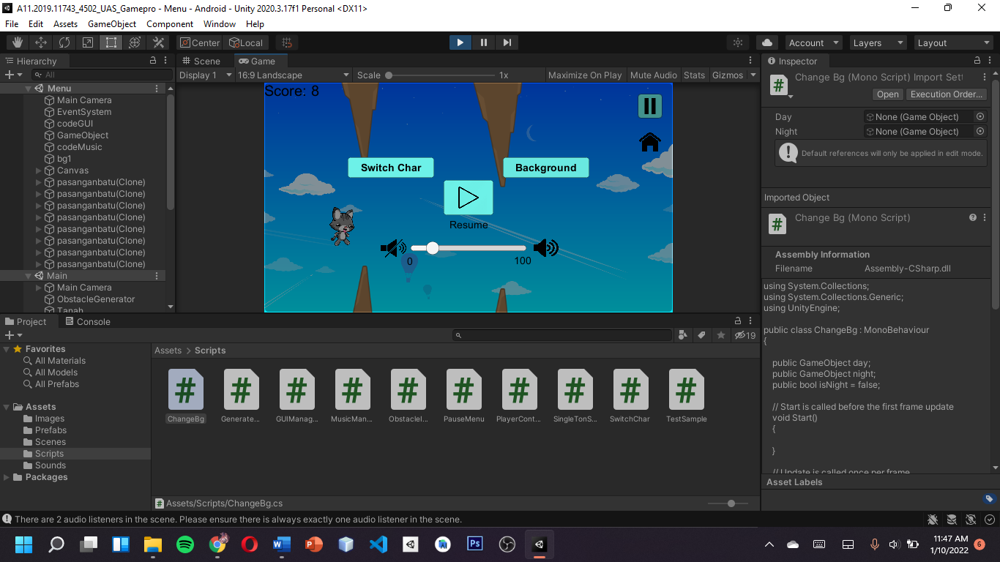 A11.2019.11743_4502_UAS_Gamepro - Menu - Android - Unity 2020.3.17f1 Personal <DX11>
File Edit Assets GameObject Component Window Help
Center Local Account Layers Layout
Hierarchy
All
Menu
Main Camera
EventSystem
codeGUI
GameObject
codeMusic
bg1
Canvas
pasanganbatu(Clone)
pasanganbatu(Clone)
pasanganbatu(Clone)
pasanganbatu(Clone)
pasanganbatu(Clone)
pasanganbatu(Clone)
pasanganbatu(Clone)
pasanganbatu(Clone)
Main
Main Camera
ObstacleGenerator
Tanah
Scene Game
Display 1 16:9 Landscape Scale 1x Maximize On Play Mute Audio Stats Gizmos
Score: 8
Switch Char Background
Resume
0 100
Inspector
Change Bg (Mono Script) Import Set
Open Execution Order...
Day None (Game Object)
Night None (Game Object)
Default references will only be applied in edit mode.
Imported Object
# Change Bg (Mono Script)
Assembly Information
Filename Assembly-CSharp.dll
using System.Collections;
using System.Collections.Generic;
using UnityEngine;
public class ChangeBg : MonoBehaviour
{
public GameObject day;
public GameObject night;
public bool isNight = false;
// Start is called before the first frame update
void Start()
{
}
// Update is called once per frame
Asset Labels
Project Console
19
Favorites
All Materials
All Models
All Prefabs
Assets
Images
Prefabs
Scenes
Scripts
Sounds
Packages
Assets > Scripts
# # # # # # # # # #
ChangeBg Generate... GUIManag... MusicMan... ObstacleI... PauseMenu PlayerCont... SingleTonS... SwitchChar TestSample
Assets/Scripts/ChangeBg.cs
There are 2 audio listeners in the scene. Please ensure there is always exactly one audio listener in the scene.
11:47 AM
1/10/2022
6